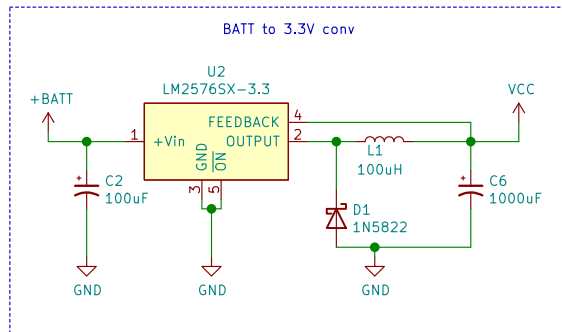 BATT to 3.3V conv
U2
LM2576SX-3.3
+BATT
VCC
FEEDBACK 4
1 +Vin OUTPUT 2
GND
ON
3 5
L1
100uH
+ C2
100uF
+ C6
1000uF
D1
1N5822
GND GND GND